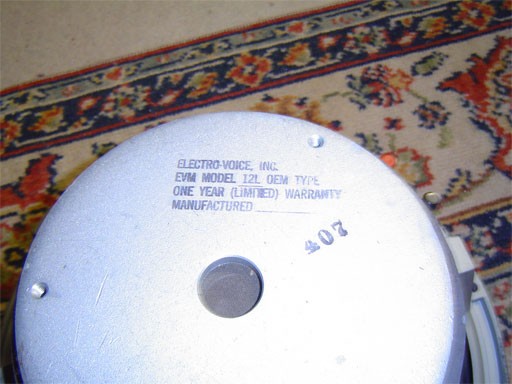 ELECTRO-VOICE, INC.
EVM MODEL 12L OEM TYPE
ONE YEAR (LIMITED) WARRANTY
MANUFACTURED
407